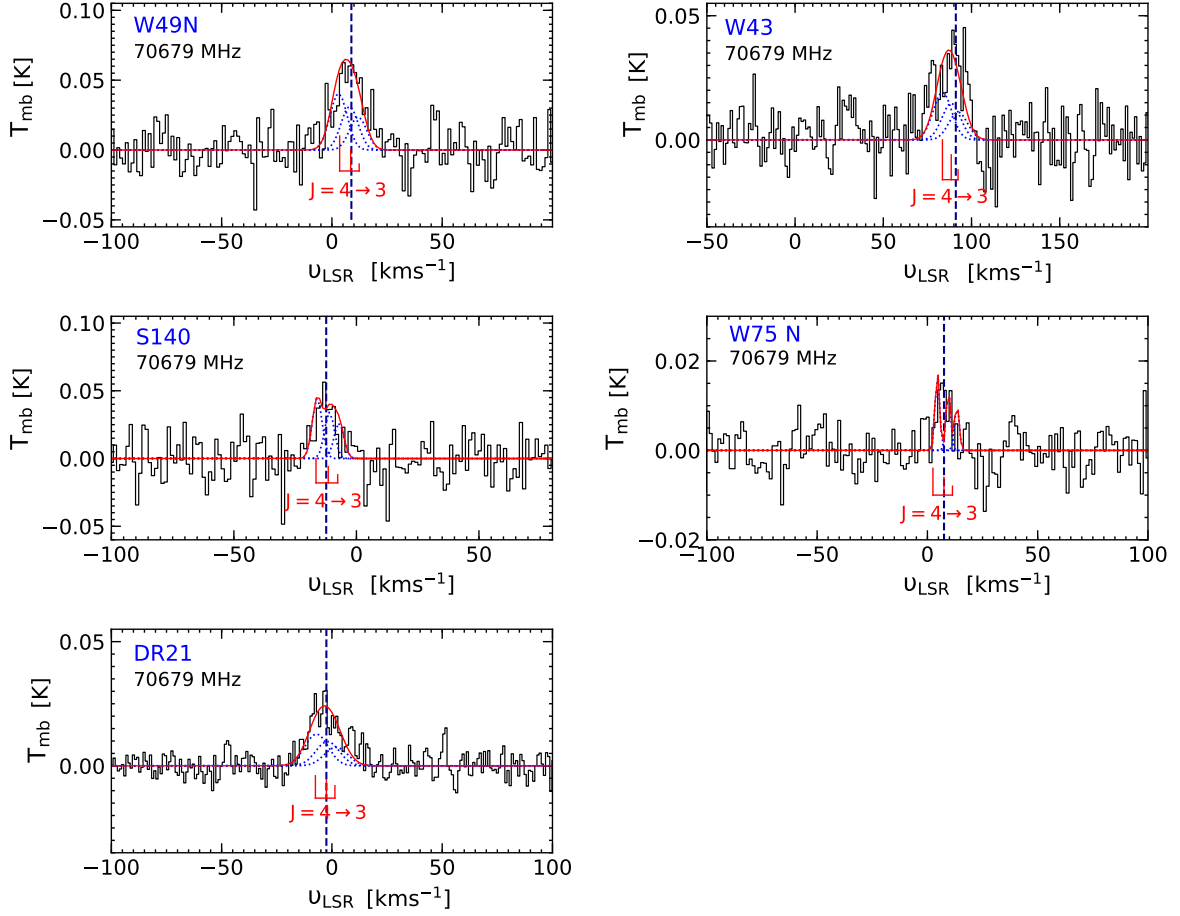 W49N
70679 MHz
0.10
0.05
0.00
−0.05
T_mb [K]
J = 4 → 3
−100 −50 0 50
υ_LSR [kms⁻¹]
W43
70679 MHz
0.05
0.00
T_mb [K]
J = 4 → 3
−50 0 50 100 150
υ_LSR [kms⁻¹]
S140
70679 MHz
0.10
0.05
0.00
−0.05
T_mb [K]
J = 4 → 3
−100 −50 0 50
υ_LSR [kms⁻¹]
W75 N
70679 MHz
0.02
0.00
−0.02
T_mb [K]
J = 4 → 3
−100 −50 0 50 100
υ_LSR [kms⁻¹]
DR21
70679 MHz
0.05
0.00
T_mb [K]
J = 4 → 3
−100 −50 0 50 100
υ_LSR [kms⁻¹]